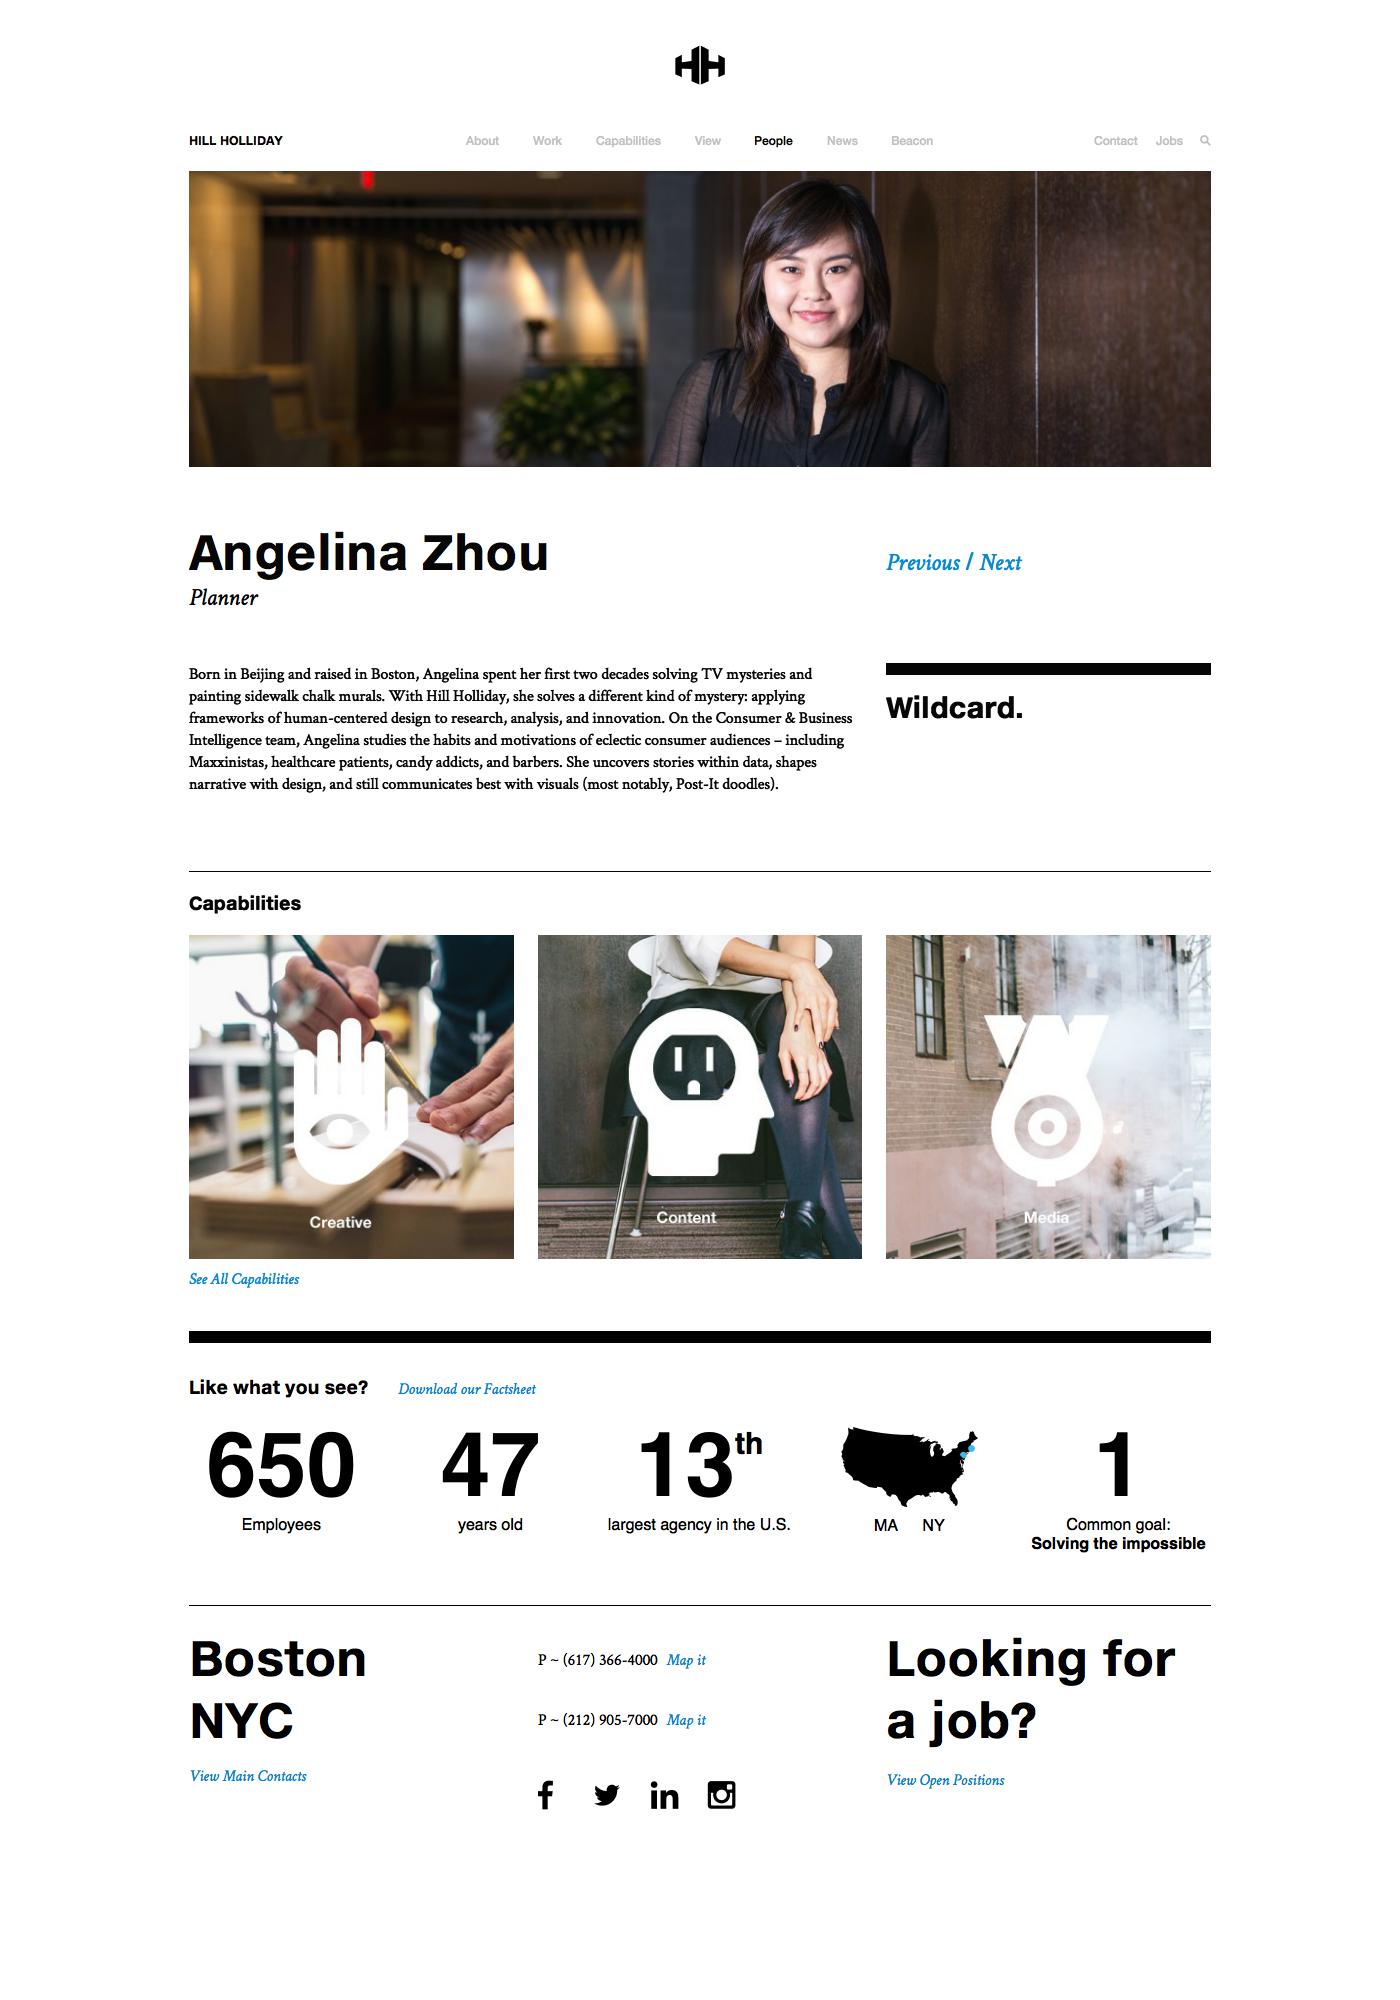 HH
HILL HOLLIDAY
About Work Capabilities View People News Beacon
Contact Jobs
Angelina Zhou
Planner
Previous / Next
Born in Beijing and raised in Boston, Angelina spent her first two decades solving TV mysteries and
painting sidewalk chalk murals. With Hill Holliday, she solves a different kind of mystery: applying
frameworks of human-centered design to research, analysis, and innovation. On the Consumer & Business
Intelligence team, Angelina studies the habits and motivations of eclectic consumer audiences – including
Maxxinistas, healthcare patients, candy addicts, and barbers. She uncovers stories within data, shapes
narrative with design, and still communicates best with visuals (most notably, Post-It doodles).
Wildcard.
Capabilities
Creative
Content
Media
See All Capabilities
Like what you see? Download our Factsheet
650
Employees
47
years old
13th
largest agency in the U.S.
MA NY
1
Common goal:
Solving the impossible
Boston
NYC
View Main Contacts
P ~ (617) 366-4000 Map it
P ~ (212) 905-7000 Map it
Looking for
a job?
View Open Positions